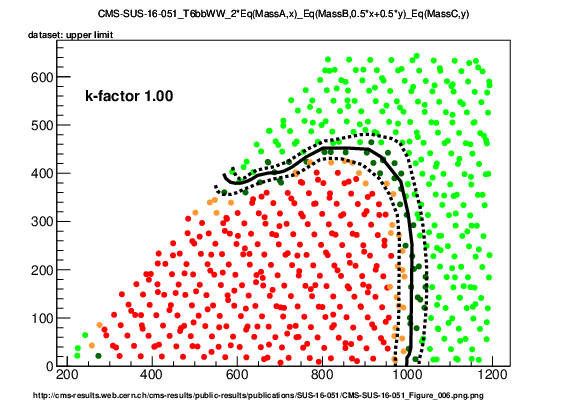 CMS-SUS-16-051_T6bbWW_2*Eq(MassA,x)_Eq(MassB,0.5*x+0.5*y)_Eq(MassC,y)
dataset: upper limit
k-factor 1.00
600
500
400
300
200
100
0
200 400 600 800 1000 1200
http://cms-results.web.cern.ch/cms-results/public-results/publications/SUS-16-051/CMS-SUS-16-051_Figure_006.png.png